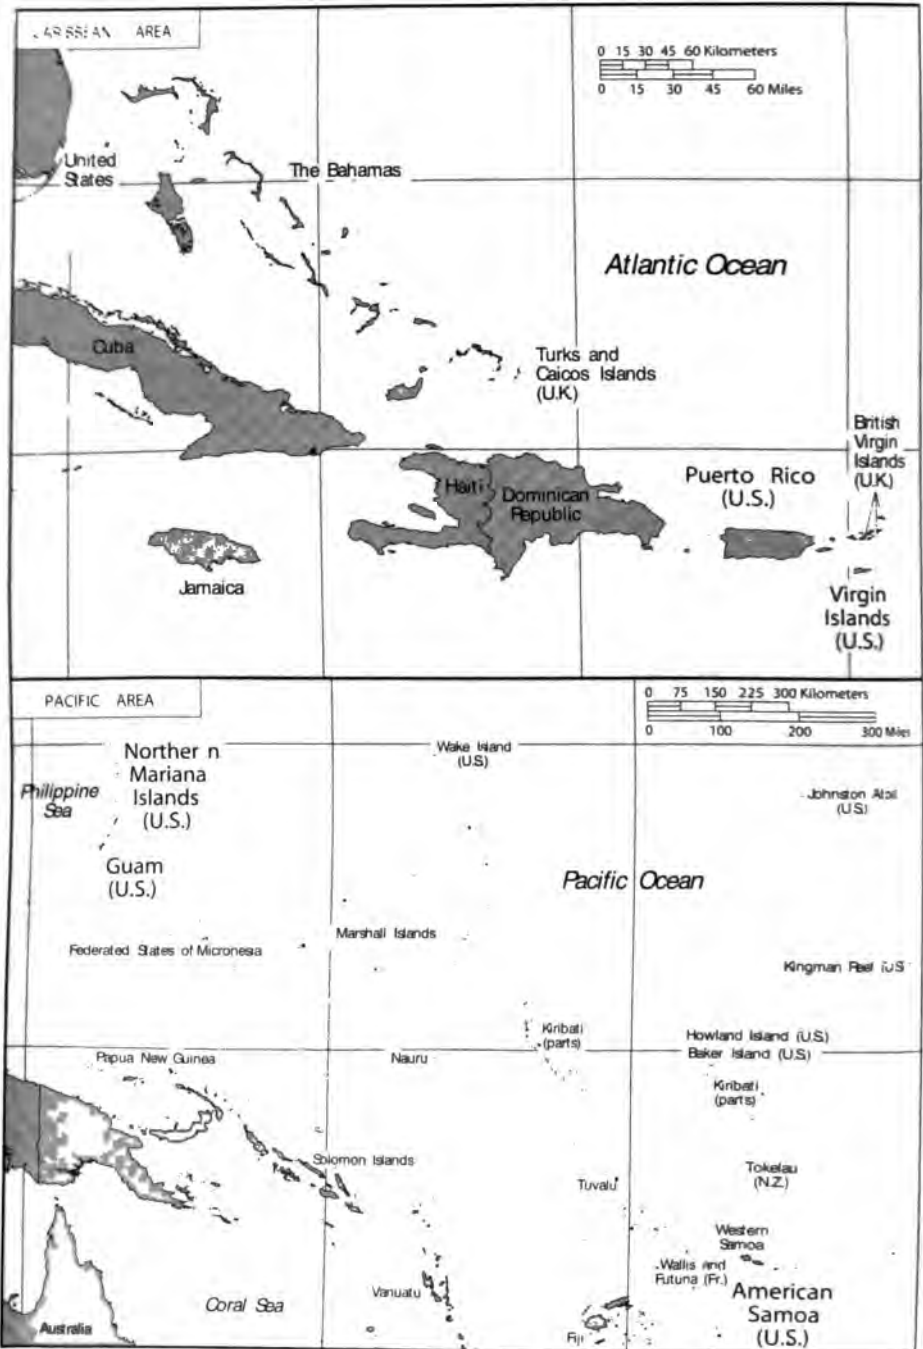 CARIBBEAN AREA
0 15 30 45 60 Kilometers
0 15 30 45 60 Miles
United
States
The Bahamas
Atlantic Ocean
Cuba
Turks and
Caicos Islands
(U.K.)
British
Virgin
Islands
(U.K.)
Haiti
Dominican
Republic
Puerto Rico
(U.S.)
Jamaica
Virgin
Islands
(U.S.)
PACIFIC AREA
0 75 150 225 300 Kilometers
0 100 200 300 Miles
Norther n
Mariana
Islands
(U.S.)
Wake Island
(U.S.)
Philippine
Sea
Johnston Atoll
(U.S.)
Guam
(U.S.)
Pacific Ocean
Federated States of Micronesia
Marshall Islands
Kingman Reef (U.S.
Kiribati
(parts)
Howland Island (U.S.)
Baker Island (U.S.)
Papua New Guinea
Nauru
Kiribati
(parts)
Solomon Islands
Tuvalu
Tokelau
(N.Z.)
Western
Samoa
Wallis and
Futuna (Fr.)
Vanuatu
Coral Sea
American
Samoa
(U.S.)
Australia
Fiji